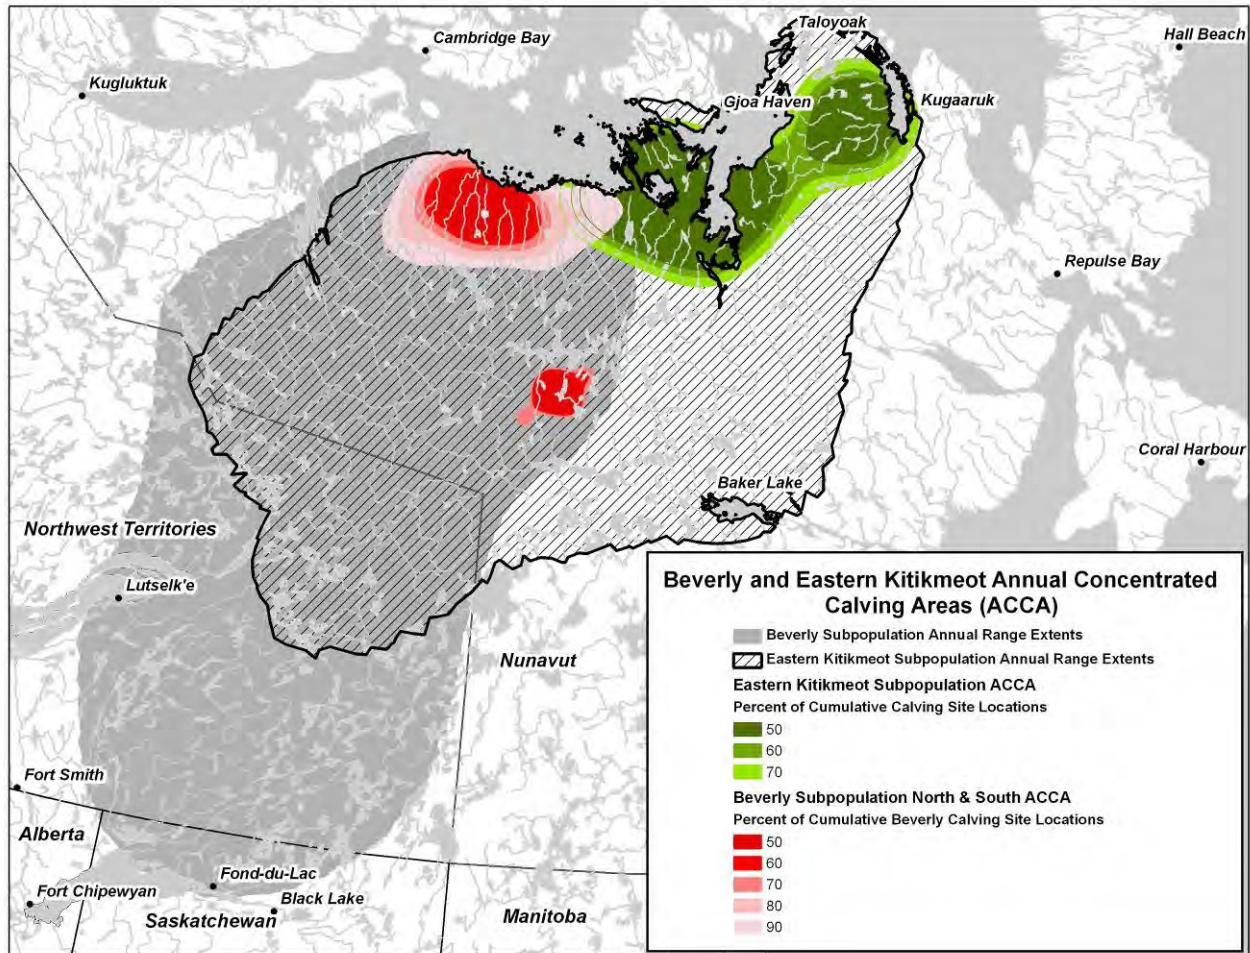 Taloyoak
Cambridge Bay
Hall Beach
Kugluktuk
Gjoa Haven
Kugaaruk
Repulse Bay
Coral Harbour
Baker Lake
Northwest Territories
Lutselk'e
Nunavut
Fort Smith
Alberta
Fond-du-Lac
Fort Chipewyan
Black Lake
Saskatchewan
Manitoba
Beverly and Eastern Kitikmeot Annual Concentrated
Calving Areas (ACCA)
Beverly Subpopulation Annual Range Extents
Eastern Kitikmeot Subpopulation Annual Range Extents
Eastern Kitikmeot Subpopulation ACCA
Percent of Cumulative Calving Site Locations
50
60
70
Beverly Subpopulation North & South ACCA
Percent of Cumulative Beverly Calving Site Locations
50
60
70
80
90